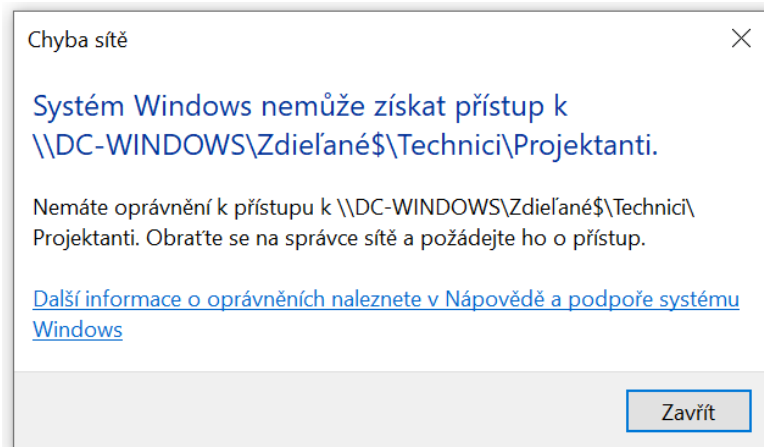 Chyba sítě
Systém Windows nemůže získat přístup k
\\DC-WINDOWS\Zdieľané$\Technici\Projektanti.
Nemáte oprávnění k přístupu k \\DC-WINDOWS\Zdieľané$\Technici\
Projektanti. Obraťte se na správce sítě a požádejte ho o přístup.
Další informace o oprávněních naleznete v Nápovědě a podpoře systému
Windows
Zavřít